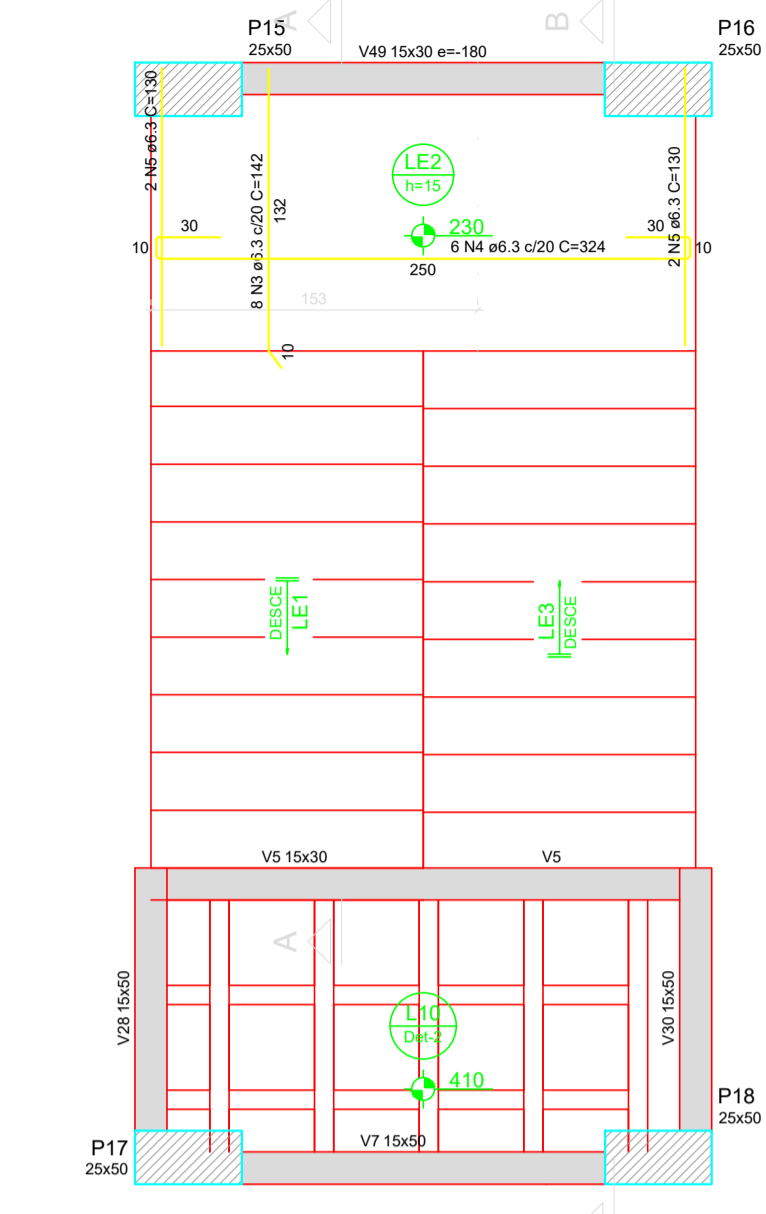 P15
25x50
A
B
P16
25x50
V49 15x30 e=-180
2 N5 ø6.3 C=130
8 N3 ø6.3 c/20 C=142
132
LE2
h=15
2 N5 ø6.3 C=130
230
30
30
10
10
6 N4 ø6.3 c/20 C=324
250
153
10
DESCE
LE1
LE3
DESCE
V5 15x30
V5
A
V28 15x50
V30 15x50
L10
Det-2
410
P18
25x50
V7 15x50
P17
25x50